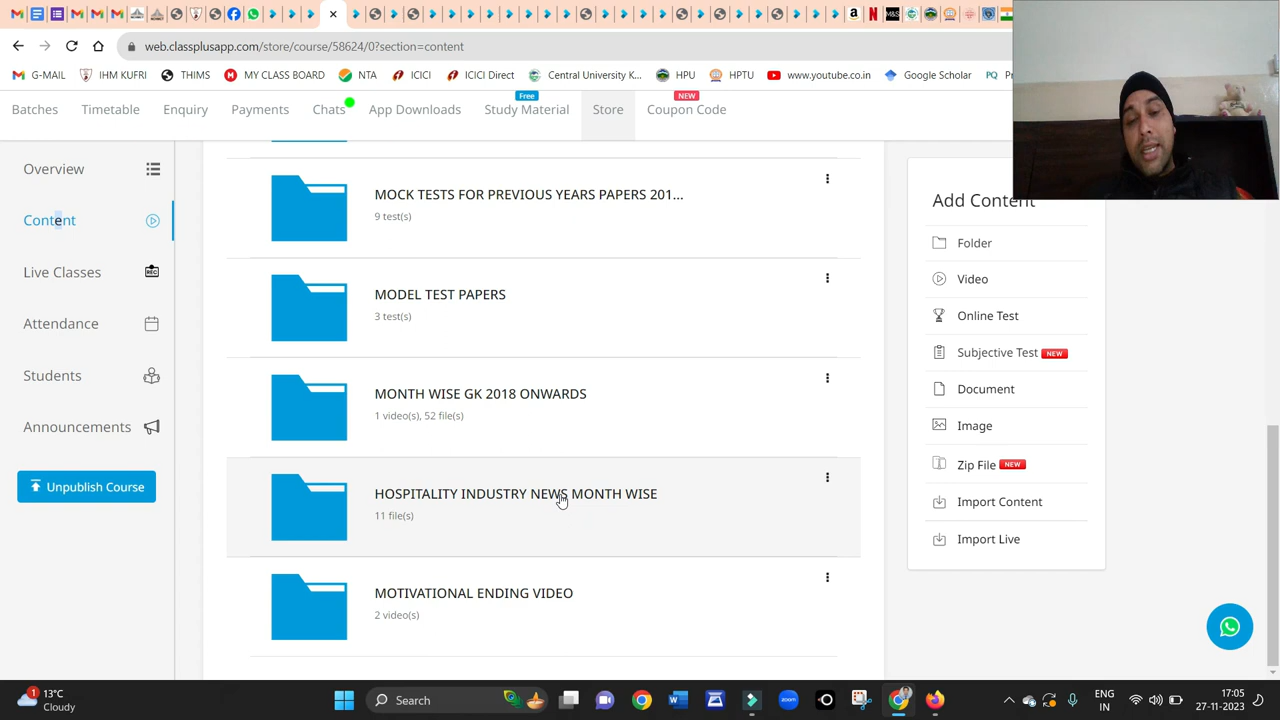 web.classplusapp.com/store/course/58624/0?section=content
G-MAIL
IHM KUFRI
THIMS
MY CLASS BOARD
NTA
ICICI
ICICI Direct
Central University K...
HPU
HPTU
www.youtube.co.in
Google Scholar
PQ
Batches
Timetable
Enquiry
Payments
Chats
App Downloads
Free
Study Material
Store
NEW
Coupon Code
Overview
Content
Live Classes
REC
Attendance
Students
Announcements
Unpublish Course
MOCK TESTS FOR PREVIOUS YEARS PAPERS 201...
9 test(s)
MODEL TEST PAPERS
3 test(s)
MONTH WISE GK 2018 ONWARDS
1 video(s), 52 file(s)
HOSPITALITY INDUSTRY NEWS MONTH WISE
11 file(s)
MOTIVATIONAL ENDING VIDEO
2 video(s)
Add Content
Folder
Video
Online Test
Subjective Test NEW
Document
Image
Zip File NEW
Import Content
Import Live
1
13°C
Cloudy
Search
zoom
ENG
IN
17:05
27-11-2023